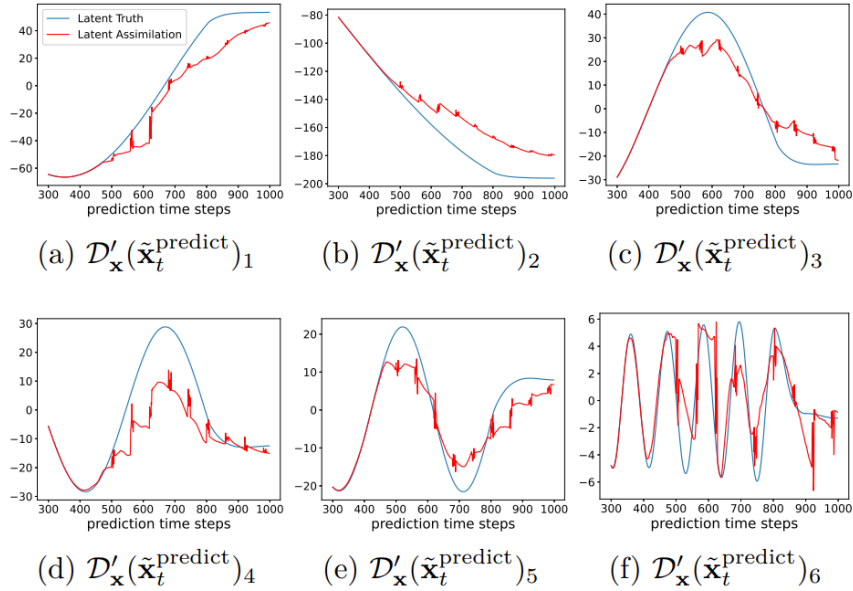 Latent Truth
Latent Assimilation
40
20
0
−20
−40
−60
300 400 500 600 700 800 900 1000
prediction time steps
(a) 𝒟′ₓ(x̃ₜᵖʳᵉᵈⁱᶜᵗ)₁
−80
−100
−120
−140
−160
−180
−200
300 400 500 600 700 800 900 1000
prediction time steps
(b) 𝒟′ₓ(x̃ₜᵖʳᵉᵈⁱᶜᵗ)₂
40
30
20
10
0
−10
−20
−30
300 400 500 600 700 800 900 1000
prediction time steps
(c) 𝒟′ₓ(x̃ₜᵖʳᵉᵈⁱᶜᵗ)₃
30
20
10
0
−10
−20
−30
300 400 500 600 700 800 900 1000
prediction time steps
(d) 𝒟′ₓ(x̃ₜᵖʳᵉᵈⁱᶜᵗ)₄
20
10
0
−10
−20
300 400 500 600 700 800 900 1000
prediction time steps
(e) 𝒟′ₓ(x̃ₜᵖʳᵉᵈⁱᶜᵗ)₅
6
4
2
0
−2
−4
−6
300 400 500 600 700 800 900 1000
prediction time steps
(f) 𝒟′ₓ(x̃ₜᵖʳᵉᵈⁱᶜᵗ)₆